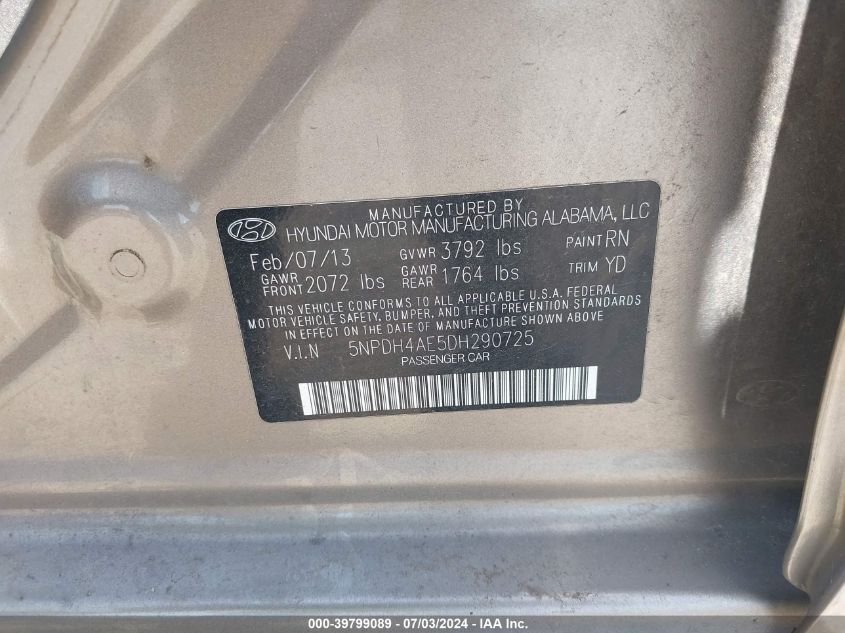 MANUFACTURED BY
HYUNDAI MOTOR MANUFACTURING ALABAMA, LLC
Feb/07/13 GVWR 3792 lbs PAINT RN
GAWR FRONT 2072 lbs GAWR REAR 1764 lbs TRIM YD
THIS VEHICLE CONFORMS TO ALL APPLICABLE U.S.A. FEDERAL
MOTOR VEHICLE SAFETY, BUMPER, AND THEFT PREVENTION STANDARDS
IN EFFECT ON THE DATE OF MANUFACTURE SHOWN ABOVE
V.I.N 5NPDH4AE5DH290725
PASSENGER CAR
000-39799089 - 07/03/2024 - IAA Inc.